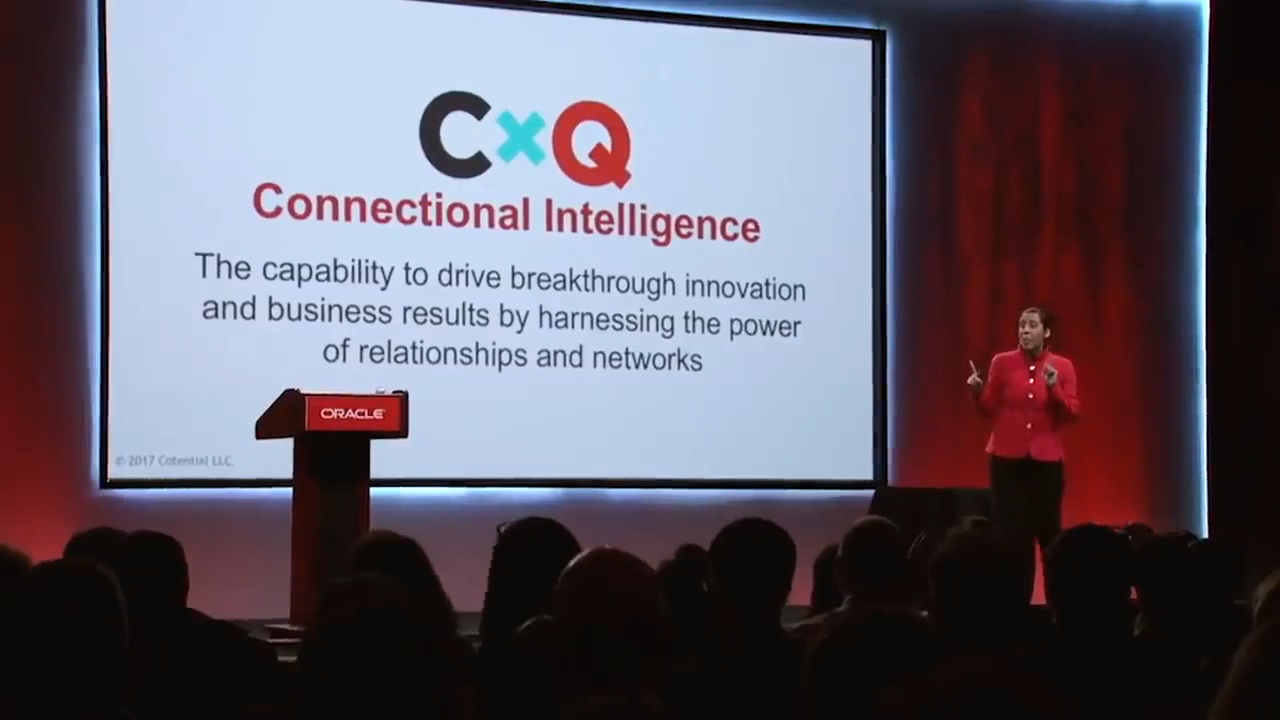 CxQ
Connectional Intelligence
The capability to drive breakthrough innovation
and business results by harnessing the power
of relationships and networks
ORACLE
© 2017 Cotential LLC.